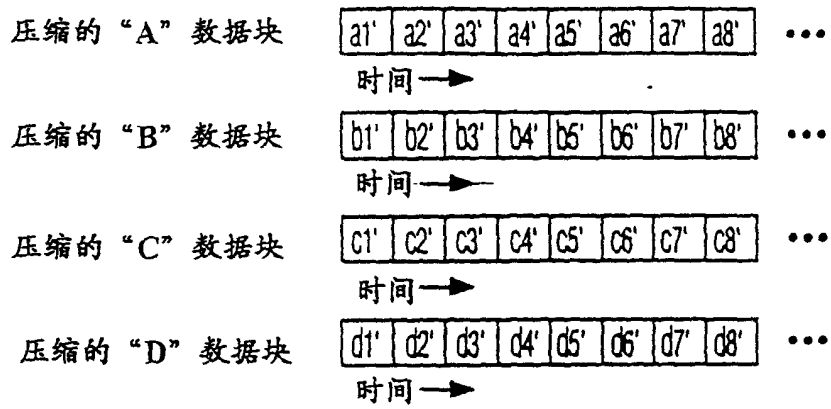 压缩的“A”数据块 a1' a2' a3' a4' a5' a6' a7' a8' •••
时间
压缩的“B”数据块 b1' b2' b3' b4' b5' b6' b7' b8' •••
时间
压缩的“C”数据块 c1' c2' c3' c4' c5' c6' c7' c8' •••
时间
压缩的“D”数据块 d1' d2' d3' d4' d5' d6' d7' d8' •••
时间